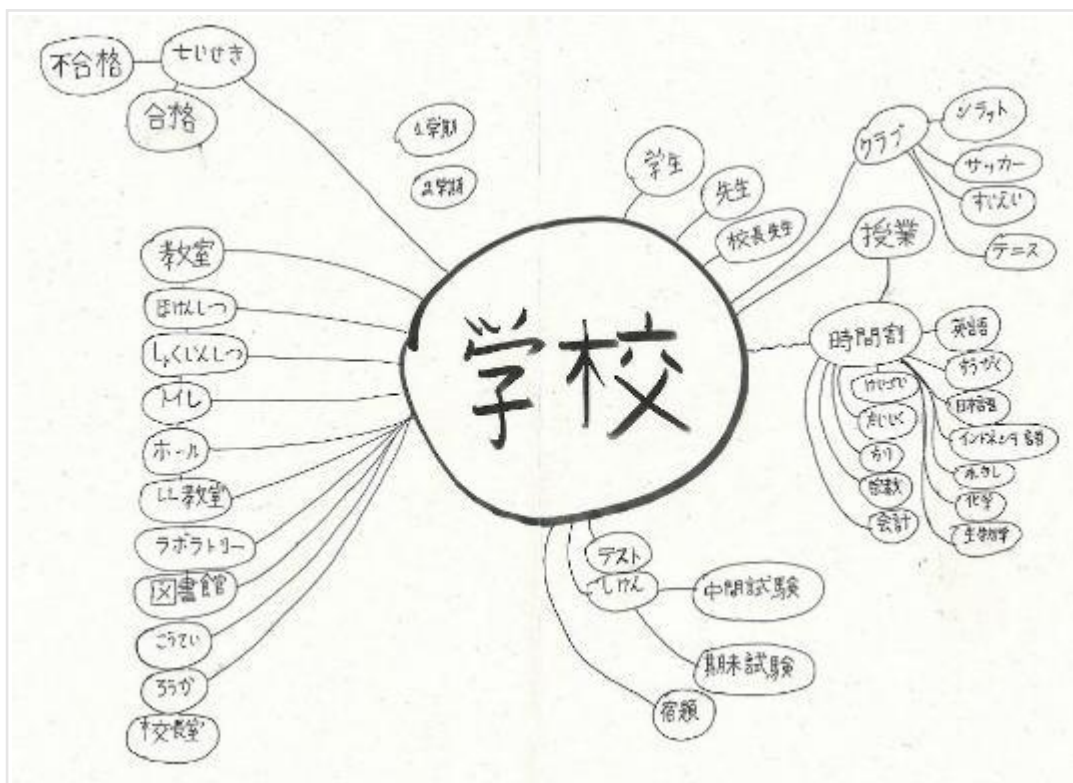 不合格
せいせき
合格
1学期
2学期
学生
先生
校長先生
クラブ
シラット
サッカー
すいえい
テニス
授業
時間割
英語
すうがく
日本語
インドネシア語
れきし
化学
生物学
ちり
宗教
会計
学校
教室
ほけんしつ
しょくいんしつ
トイレ
ホール
LL教室
ラボラトリー
図書館
こうてい
ろうか
校長室
テスト
しけん
中間試験
期末試験
宿題